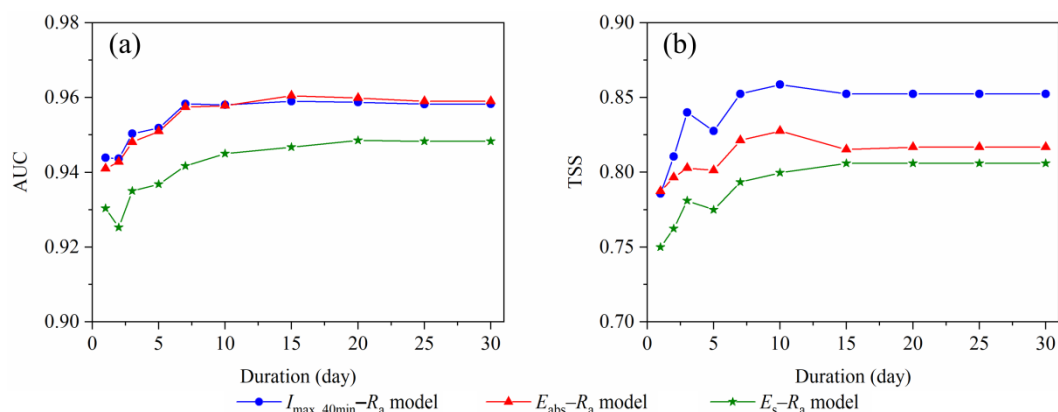 (a)
AUC
0.98
0.96
0.94
0.92
0.90
0 5 10 15 20 25 30
Duration (day)
(b)
TSS
0.90
0.85
0.80
0.75
0.70
0 5 10 15 20 25 30
Duration (day)
I max_40min–Ra model
Eabs–Ra model
Es–Ra model